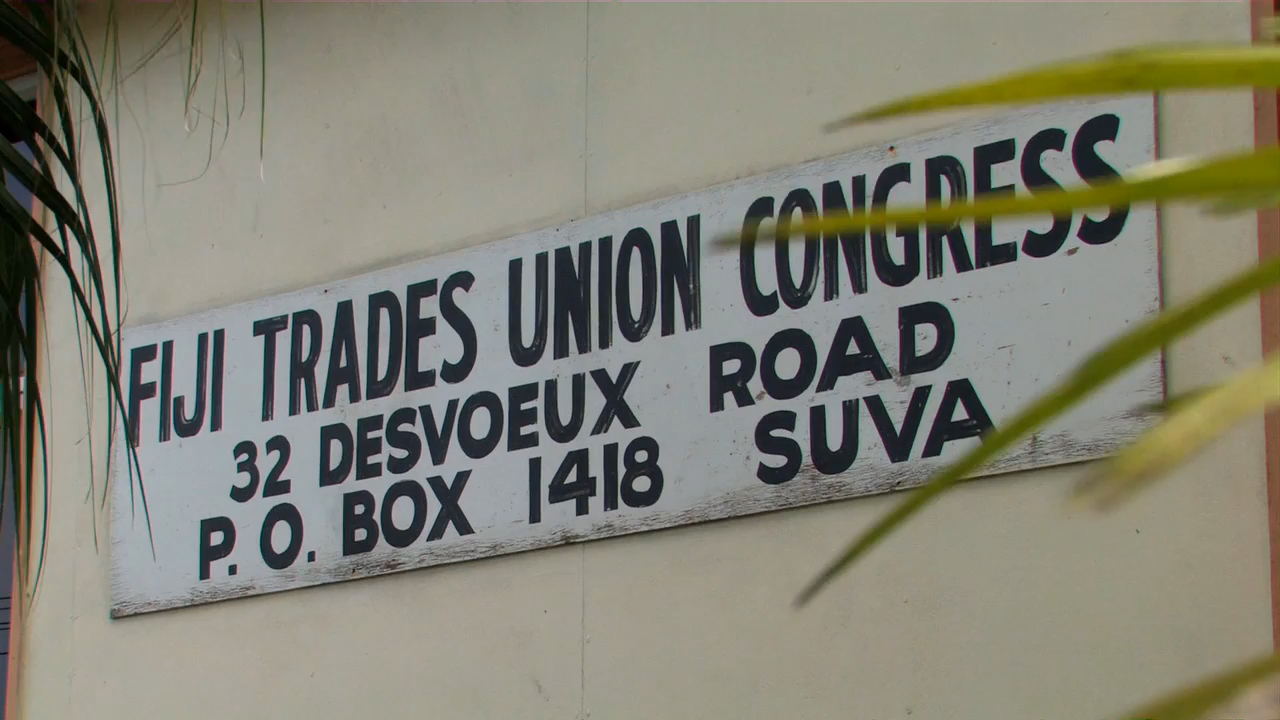 FIJI TRADES UNION CONGRESS
32 DESVOEUX ROAD
P. O. BOX 1418 SUVA